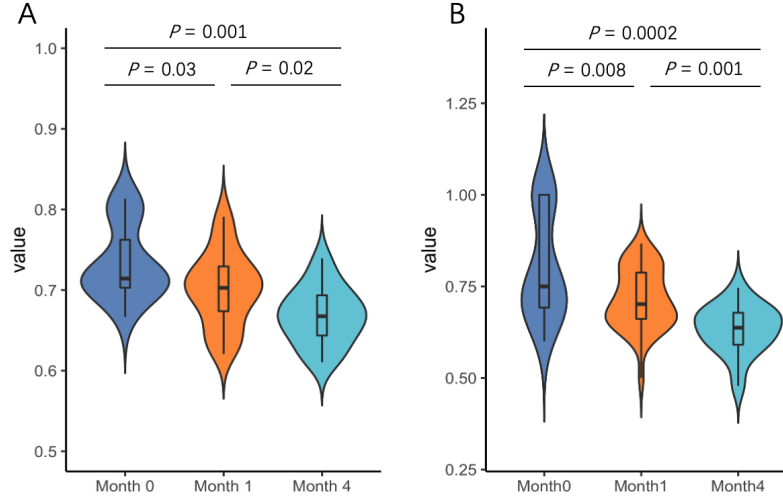 A
P = 0.001
P = 0.03
P = 0.02
1.0
0.9
0.8
0.7
0.6
0.5
value
Month 0
Month 1
Month 4
B
P = 0.0002
P = 0.008
P = 0.001
1.25
1.00
0.75
0.50
0.25
value
Month0
Month1
Month4